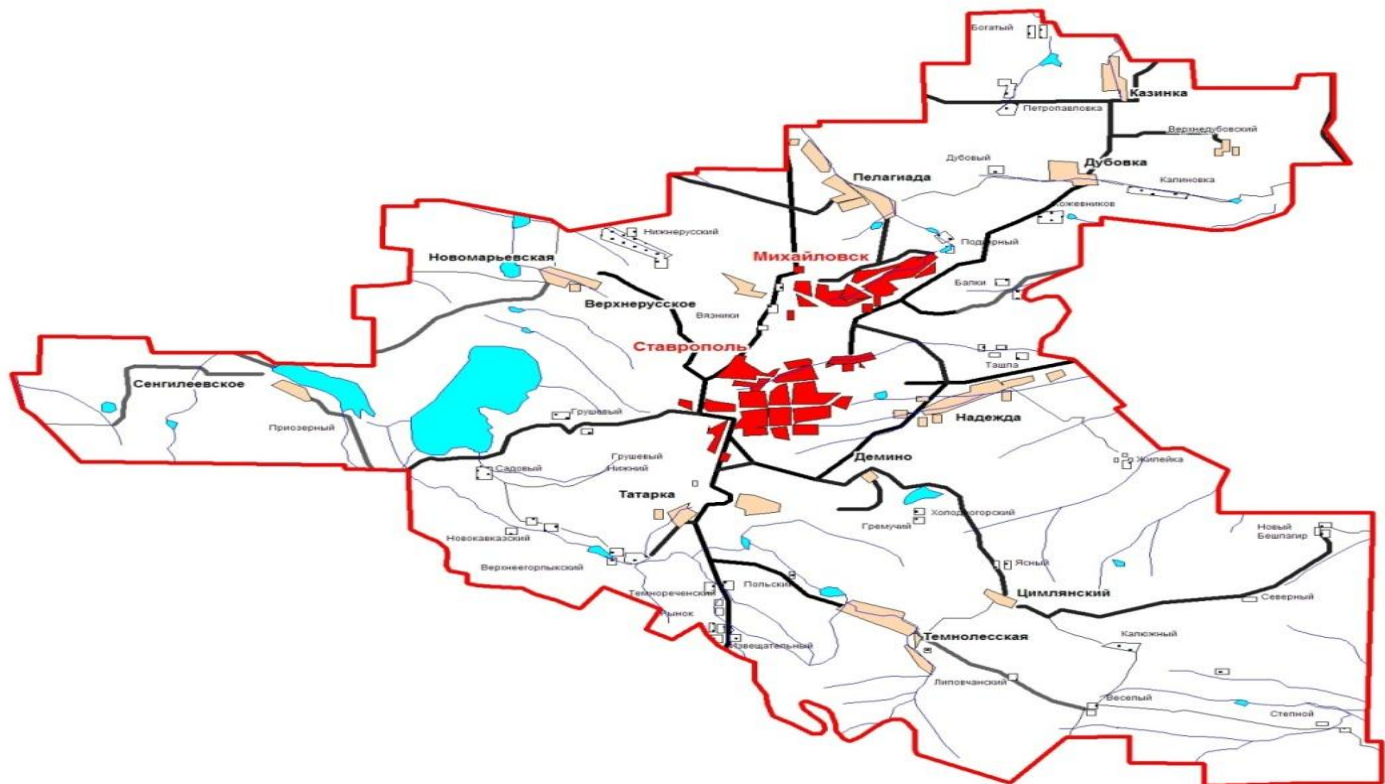 Богатый
Казинка
Петропавловка
Верхнедубовский
Дубовый
Дубовка
Пелагиада
Калиновка
Кожевников
Нижнерусский
Подгорный
Михайловск
Новомарьевская
Балки
Верхнерусское
Вязники
Ставрополь
Ташла
Сенгилеевское
Грушевый
Надежда
Приозерный
Грушевый
Нижний
Демино
Жилейка
Садовый
Татарка
Холодногорский
Гремучий
Новый
Бешпагир
Новокавказский
Верхнеегорлыкский
Ясный
Польский
Темнореченский
Цимлянский
Северный
Рынок
Темнолесская
Калюжный
Извещательный
Липовчанский
Веселый
Степной